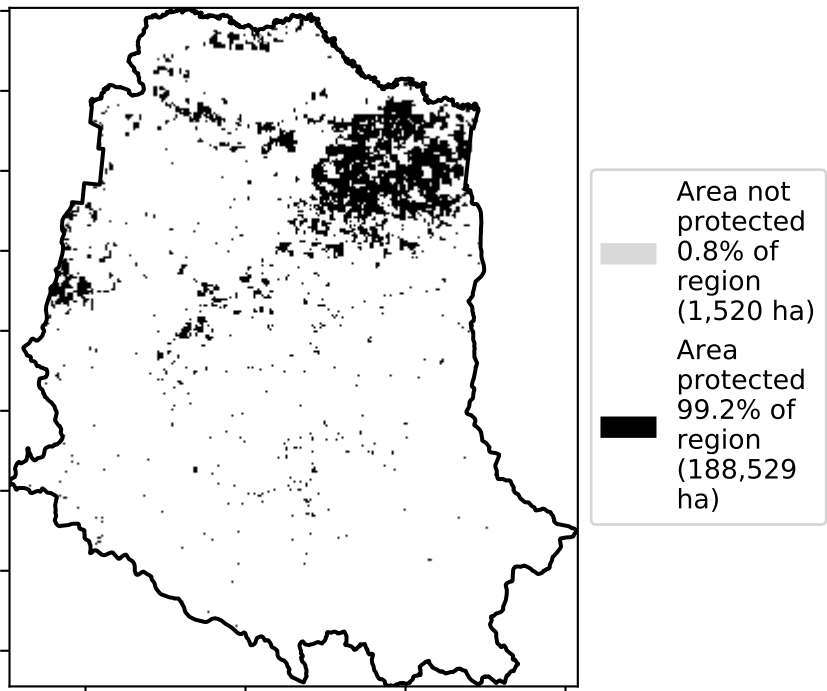 Area not
protected
0.8% of
region
(1,520 ha)
Area
protected
99.2% of
region
(188,529
ha)